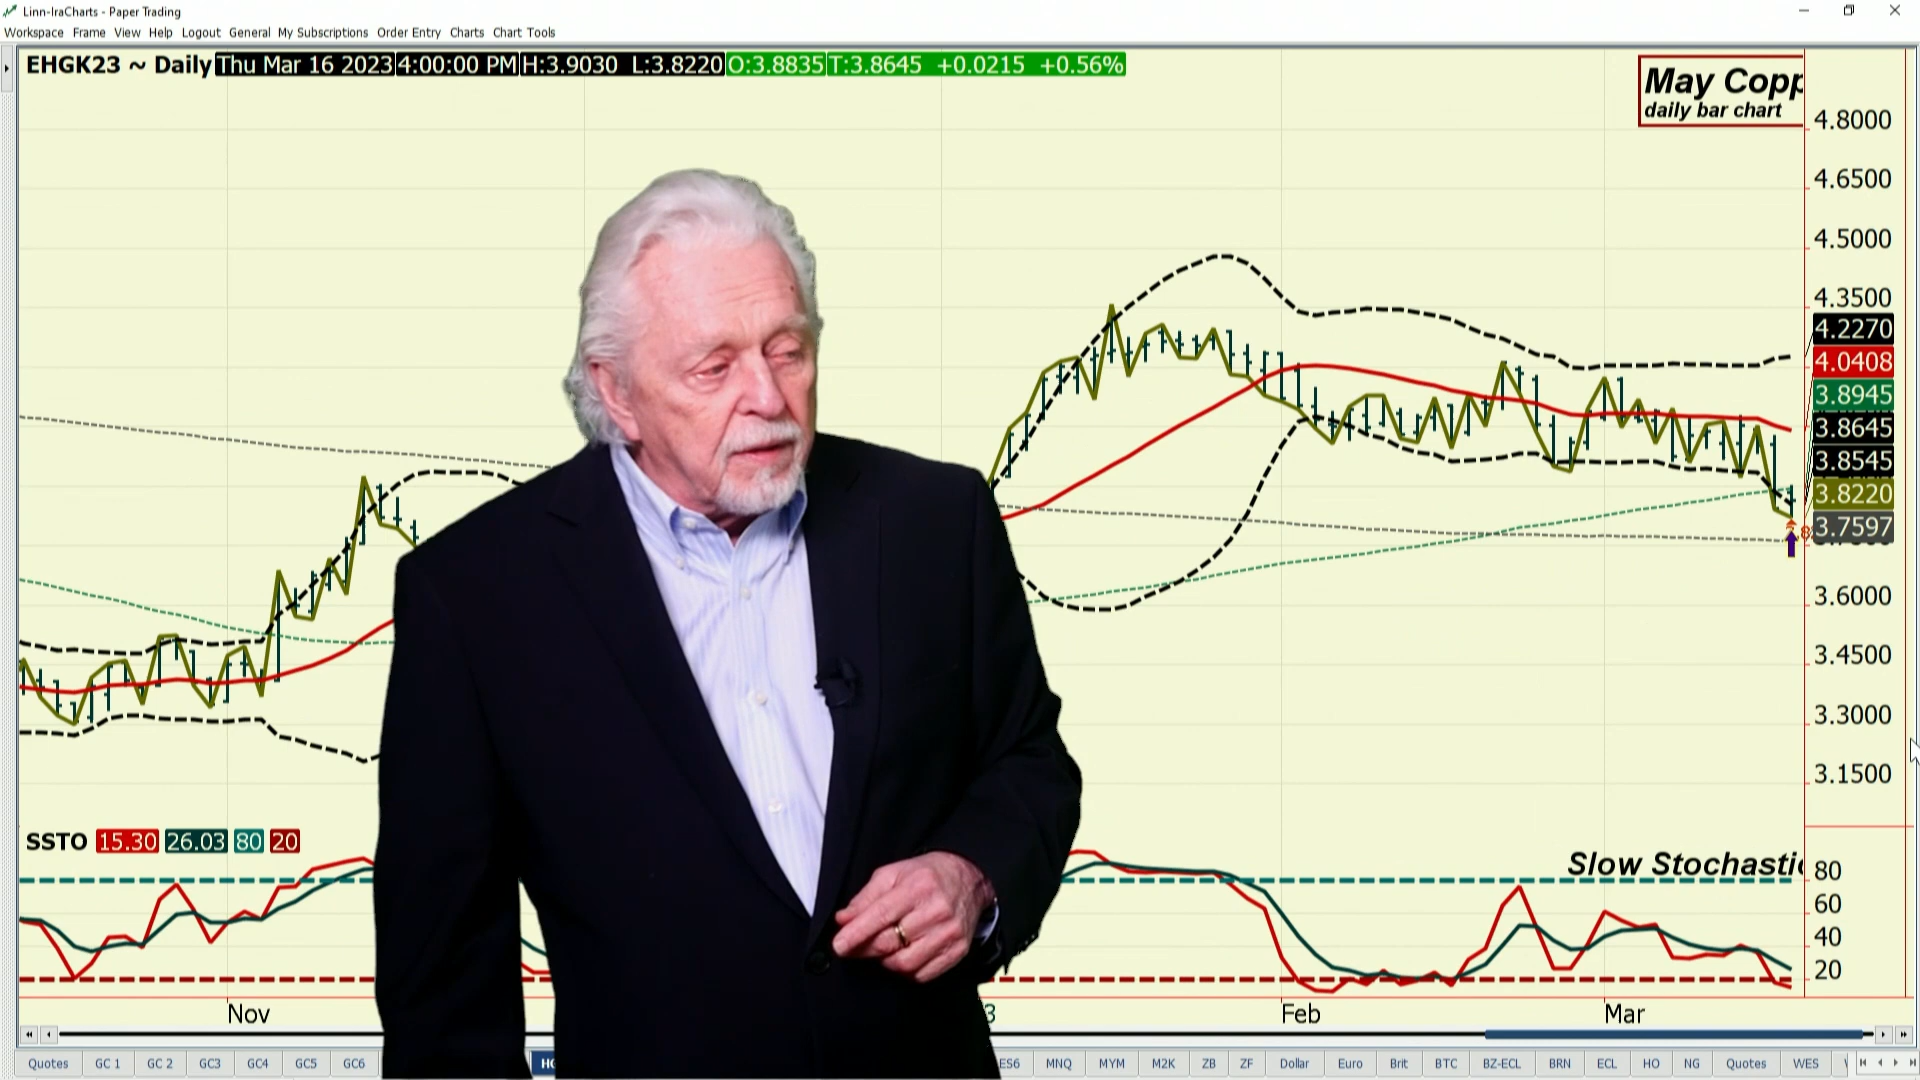 Linn-IraCharts - Paper Trading
Workspace Frame View Help Logout General My Subscriptions Order Entry Charts Chart Tools
EHGK23 ~ Daily Thu Mar 16 2023 4:00:00 PM H:3.9030 L:3.8220 O:3.8835 T:3.8645 +0.0215 +0.56%
May Copp
daily bar chart
4.8000
4.6500
4.5000
4.3500
4.2270
4.0408
3.8945
3.8645
3.8545
3.8220
3.7597
3.6000
3.4500
3.3000
3.1500
SSTO 15.30 26.03 80 20
Slow Stochastic
80
60
40
20
Nov 3 Feb Mar
Quotes GC 1 GC 2 GC3 GC4 GC5 GC6 HG ES6 MNQ MYM M2K ZB ZF Dollar Euro Brit BTC BZ-ECL BRN ECL HO NG Quotes WES